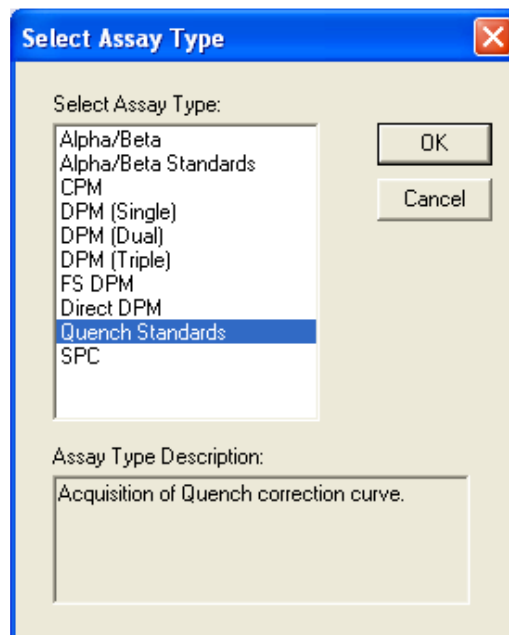 Select Assay Type
Select Assay Type:
Alpha/Beta
Alpha/Beta Standards
CPM
DPM (Single)
DPM (Dual)
DPM (Triple)
FS DPM
Direct DPM
Quench Standards
SPC
OK
Cancel
Assay Type Description:
Acquisition of Quench correction curve.